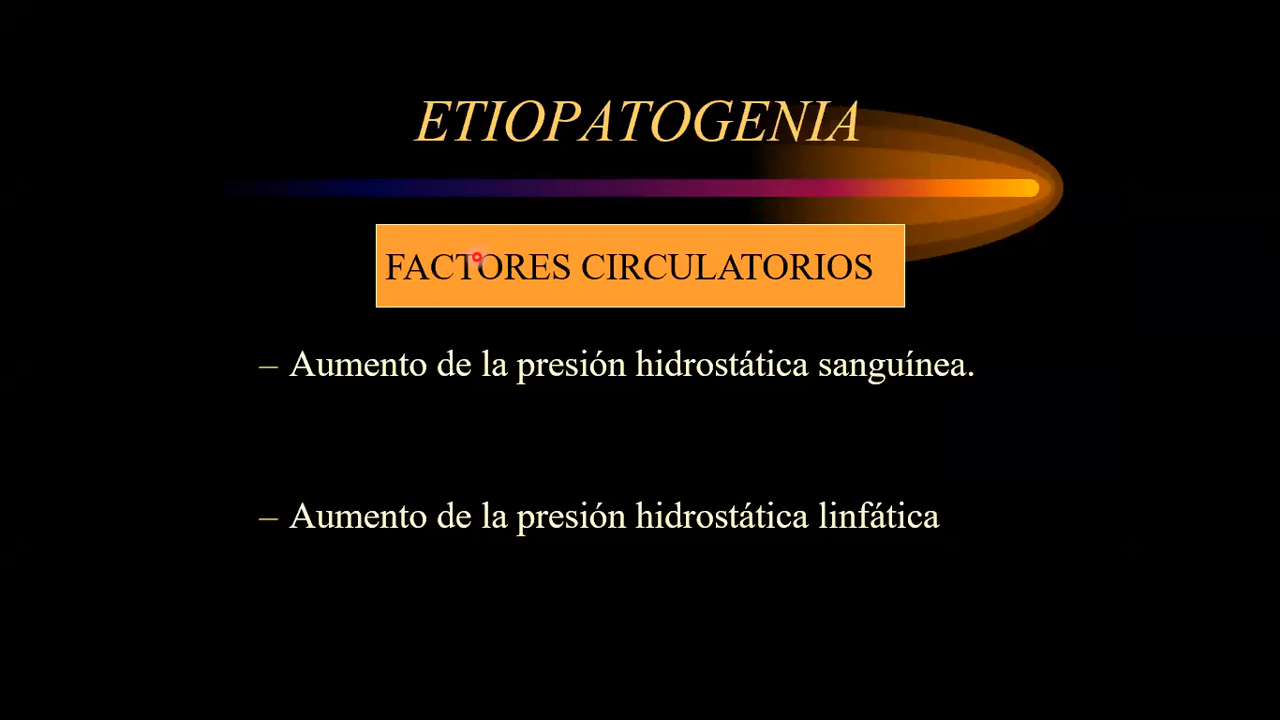 ETIOPATOGENIA
FACTORES CIRCULATORIOS
– Aumento de la presión hidrostática sanguínea.
– Aumento de la presión hidrostática linfática